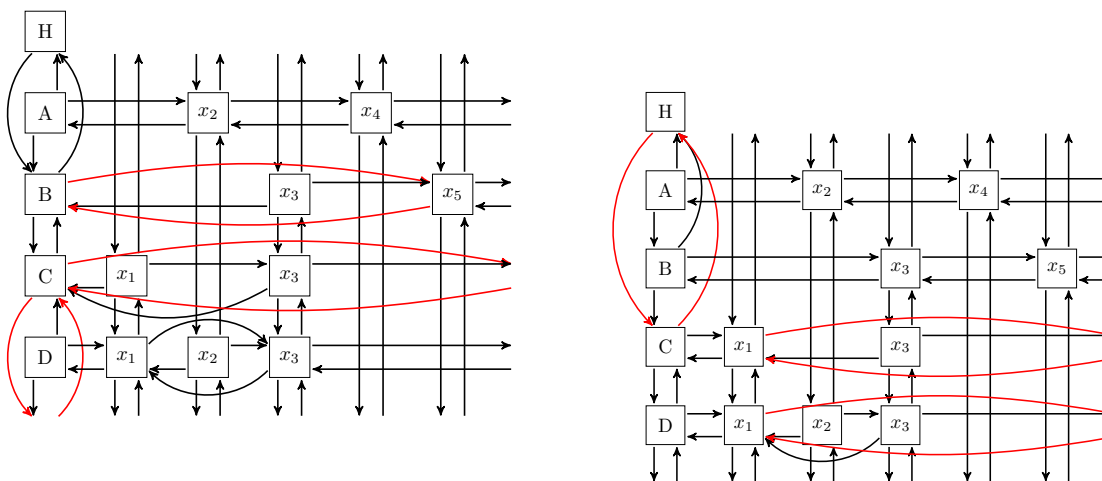 H
A x₂ x₄
B x₃ x₅
C x₁ x₃
D x₁ x₂ x₃
H
A x₂ x₄
B x₃ x₅
C x₁ x₃
D x₁ x₂ x₃